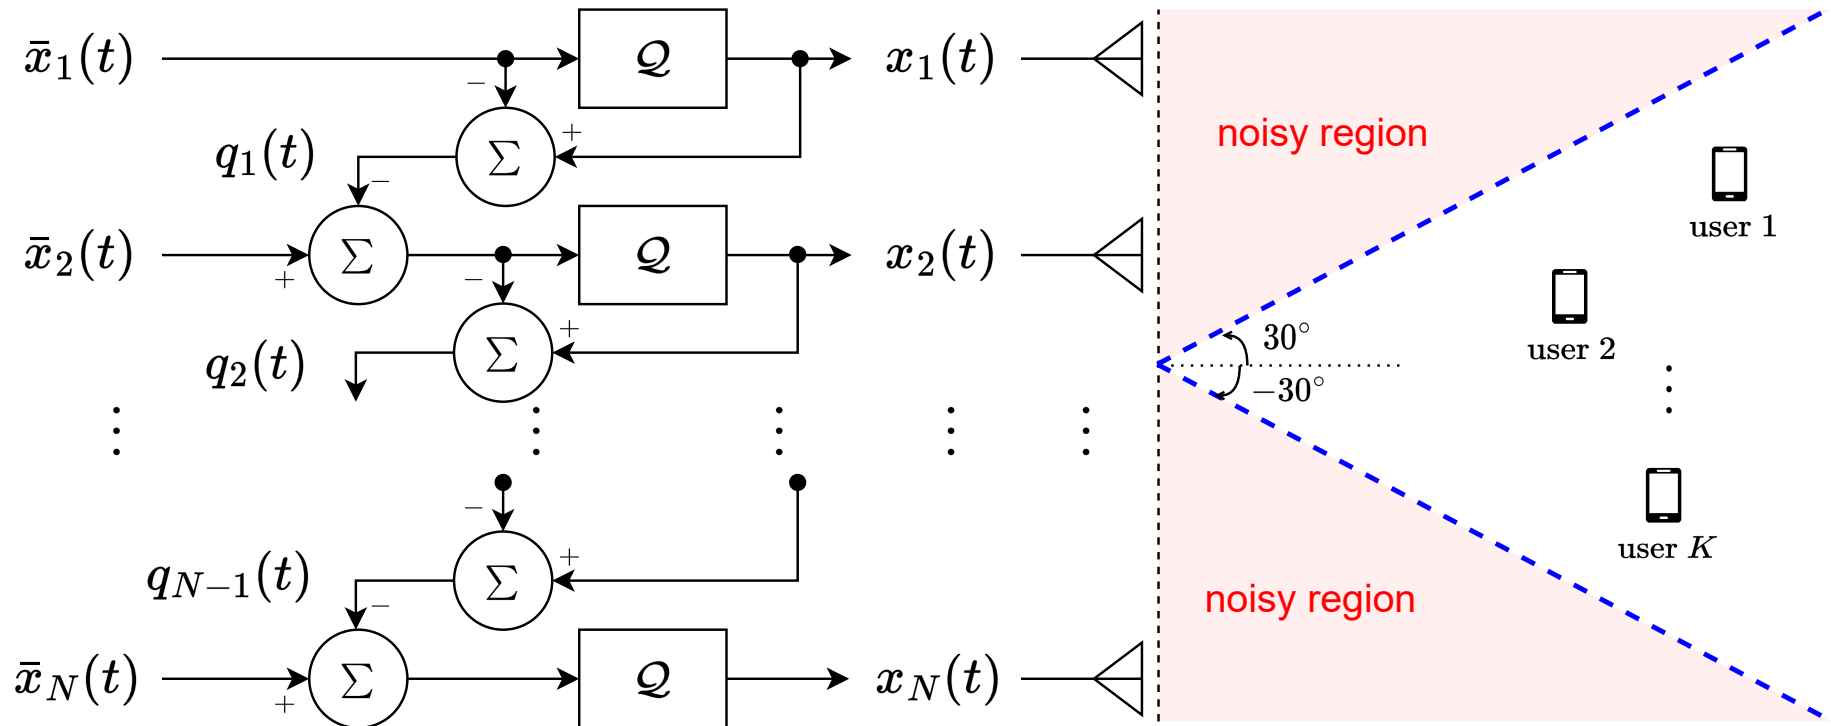 x̄₁(t) 𝒬 x₁(t)
−
+
noisy region
q₁(t) Σ
−
user 1
x̄₂(t) Σ 𝒬 x₂(t)
+
−
+
30°
user 2
q₂(t) Σ
−30°
⋮ ⋮ ⋮ ⋮ ⋮ ⋮
−
+
user K
q_{N−1}(t) Σ
−
noisy region
x̄_N(t) Σ 𝒬 x_N(t)
+